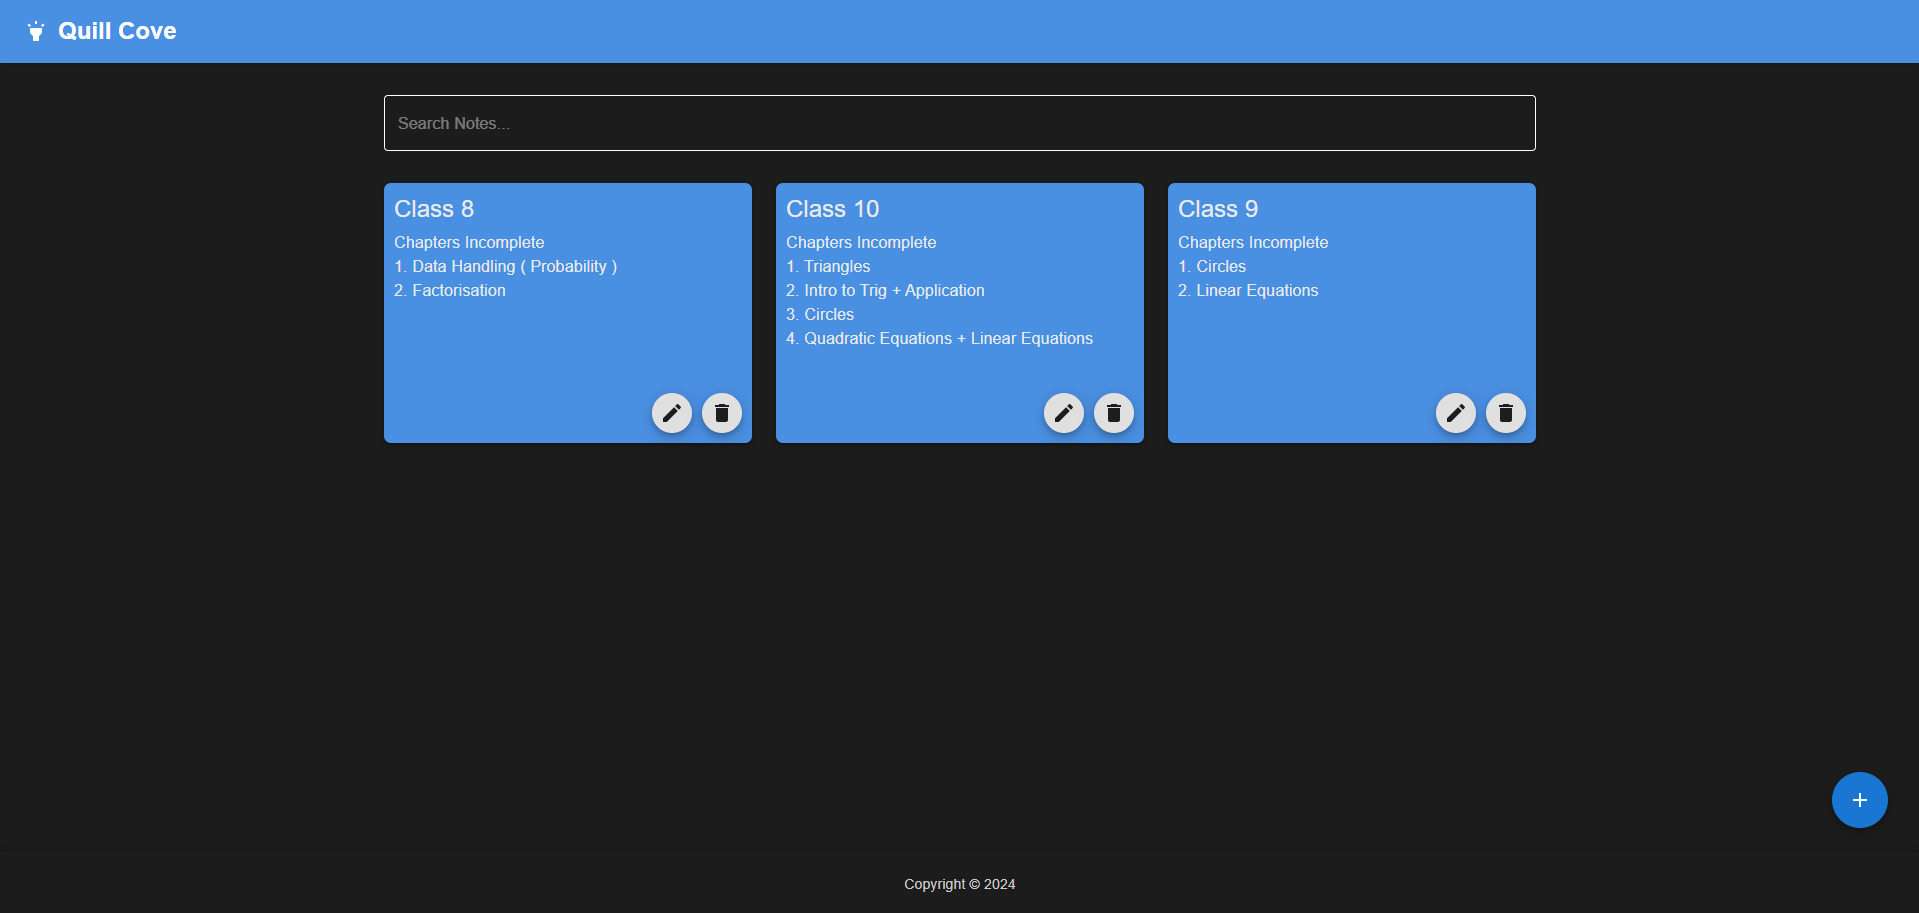 Quill Cove
Search Notes...
Class 8
Chapters Incomplete
1. Data Handling ( Probability )
2. Factorisation
Class 10
Chapters Incomplete
1. Triangles
2. Intro to Trig + Application
3. Circles
4. Quadratic Equations + Linear Equations
Class 9
Chapters Incomplete
1. Circles
2. Linear Equations
Copyright © 2024